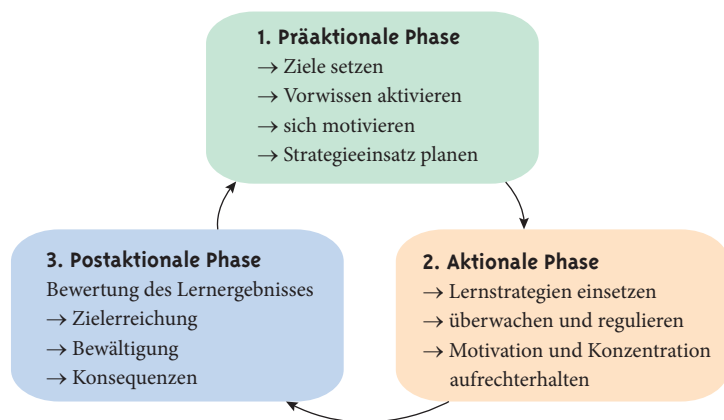 1. Präaktionale Phase
→ Ziele setzen
→ Vorwissen aktivieren
→ sich motivieren
→ Strategieeinsatz planen
2. Aktionale Phase
→ Lernstrategien einsetzen
→ überwachen und regulieren
→ Motivation und Konzentration
aufrechterhalten
3. Postaktionale Phase
Bewertung des Lernergebnisses
→ Zielerreichung
→ Bewältigung
→ Konsequenzen